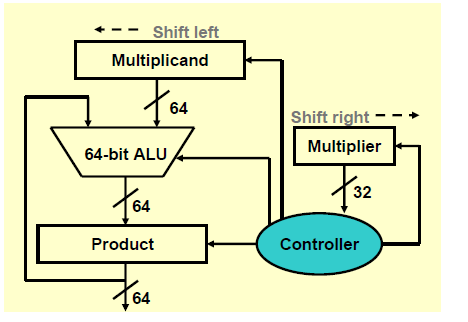 Shift left
Multiplicand
64
Shift right
64-bit ALU
Multiplier
32
64
Product
Controller
64